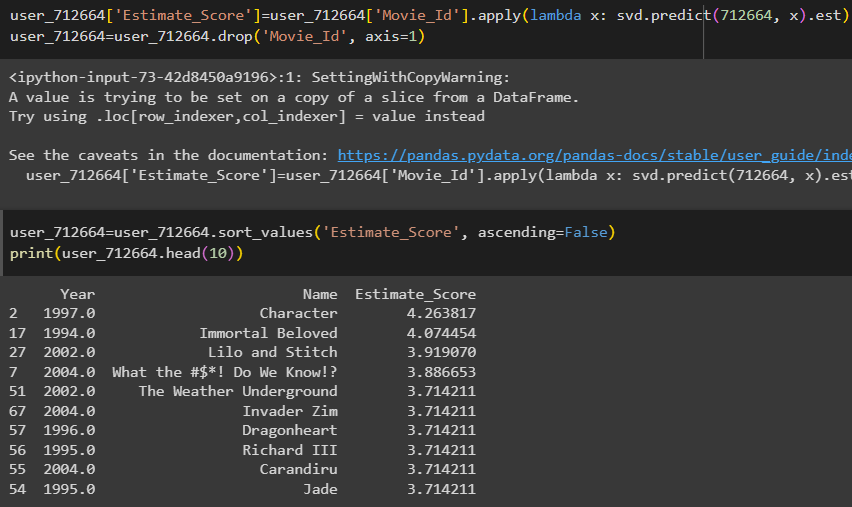 user_712664['Estimate_Score']=user_712664['Movie_Id'].apply(lambda x: svd.predict(712664, x).est)
user_712664=user_712664.drop('Movie_Id', axis=1)
<ipython-input-73-42d8450a9196>:1: SettingWithCopyWarning:
A value is trying to be set on a copy of a slice from a DataFrame.
Try using .loc[row_indexer,col_indexer] = value instead
See the caveats in the documentation: https://pandas.pydata.org/pandas-docs/stable/user_guide/inde
user_712664['Estimate_Score']=user_712664['Movie_Id'].apply(lambda x: svd.predict(712664, x).est
user_712664=user_712664.sort_values('Estimate_Score', ascending=False)
print(user_712664.head(10))
Year Name Estimate_Score
2 1997.0 Character 4.263817
17 1994.0 Immortal Beloved 4.074454
27 2002.0 Lilo and Stitch 3.919070
7 2004.0 What the #$*! Do We Know!? 3.886653
51 2002.0 The Weather Underground 3.714211
67 2004.0 Invader Zim 3.714211
57 1996.0 Dragonheart 3.714211
56 1995.0 Richard III 3.714211
55 2004.0 Carandiru 3.714211
54 1995.0 Jade 3.714211